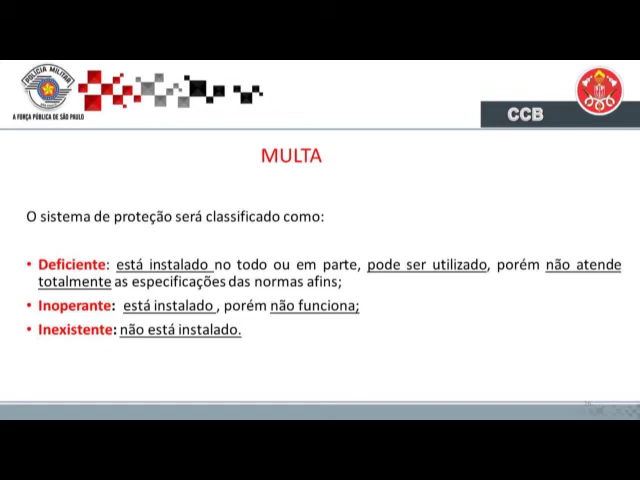 POLÍCIA MILITAR
A FORÇA PÚBLICA DE SÃO PAULO
CCB
MULTA
O sistema de proteção será classificado como:
• Deficiente: está instalado no todo ou em parte, pode ser utilizado, porém não atende
totalmente as especificações das normas afins;
• Inoperante: está instalado , porém não funciona;
• Inexistente: não está instalado.